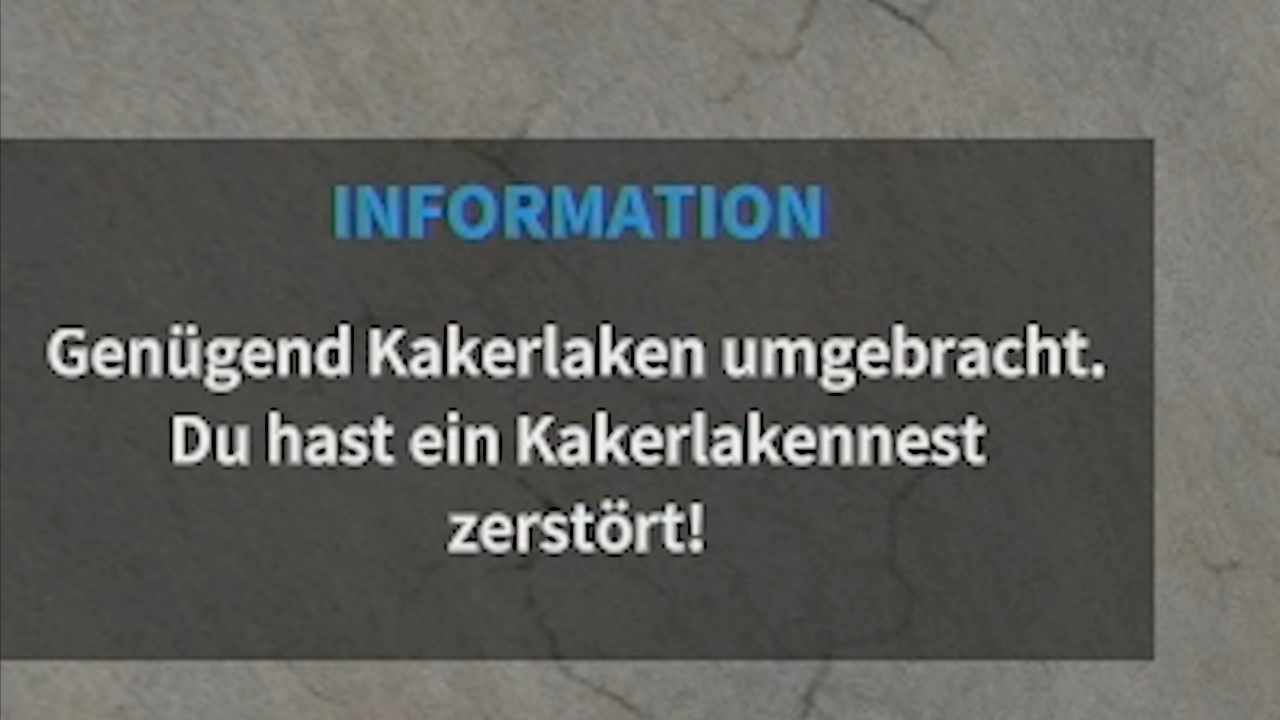 INFORMATION
Genügend Kakerlaken umgebracht.
Du hast ein Kakerlakennest
zerstört!